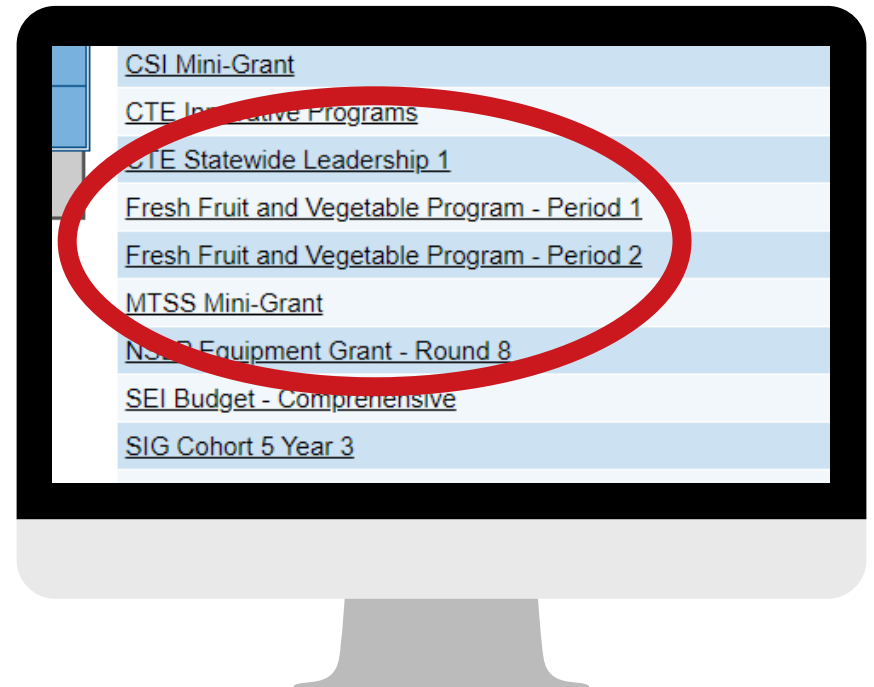 CSI Mini-Grant
CTE Innovative Programs
CTE Statewide Leadership 1
Fresh Fruit and Vegetable Program - Period 1
Fresh Fruit and Vegetable Program - Period 2
MTSS Mini-Grant
NSLP Equipment Grant - Round 8
SEI Budget - Comprehensive
SIG Cohort 5 Year 3